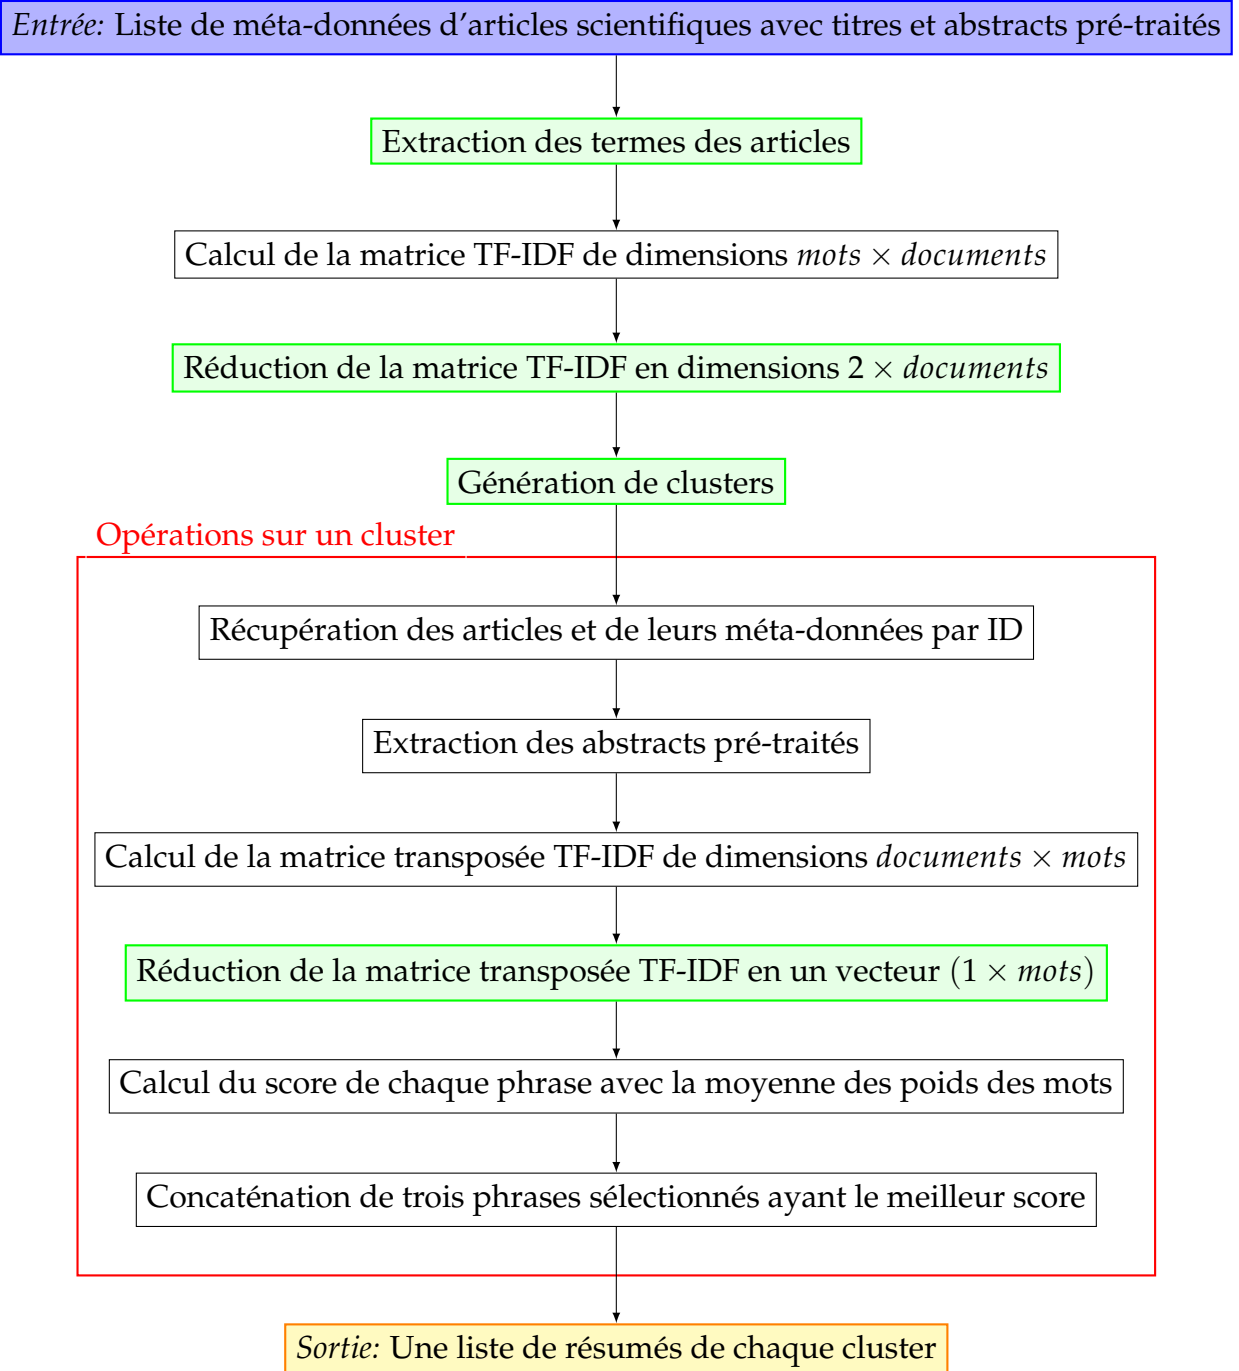 Entrée: Liste de méta-données d'articles scientifiques avec titres et abstracts pré-traités
Extraction des termes des articles
Calcul de la matrice TF-IDF de dimensions mots × documents
Réduction de la matrice TF-IDF en dimensions 2 × documents
Génération de clusters
Opérations sur un cluster
Récupération des articles et de leurs méta-données par ID
Extraction des abstracts pré-traités
Calcul de la matrice transposée TF-IDF de dimensions documents × mots
Réduction de la matrice transposée TF-IDF en un vecteur (1 × mots)
Calcul du score de chaque phrase avec la moyenne des poids des mots
Concaténation de trois phrases sélectionnés ayant le meilleur score
Sortie: Une liste de résumés de chaque cluster